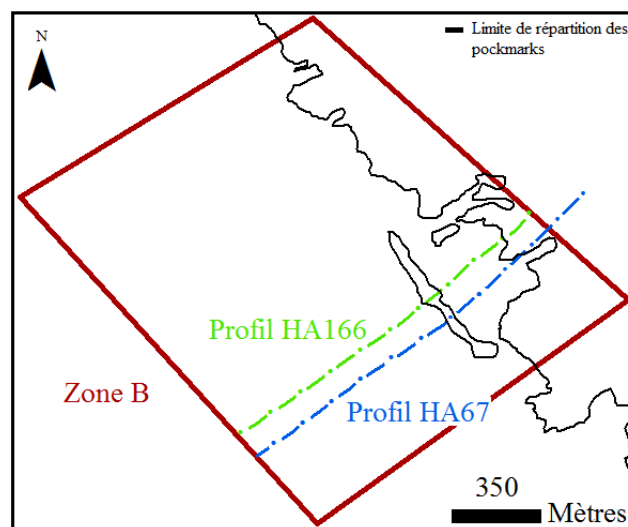 N
Limite de répartition des
pockmarks
Profil HA166
Zone B
Profil HA67
350
Mètres